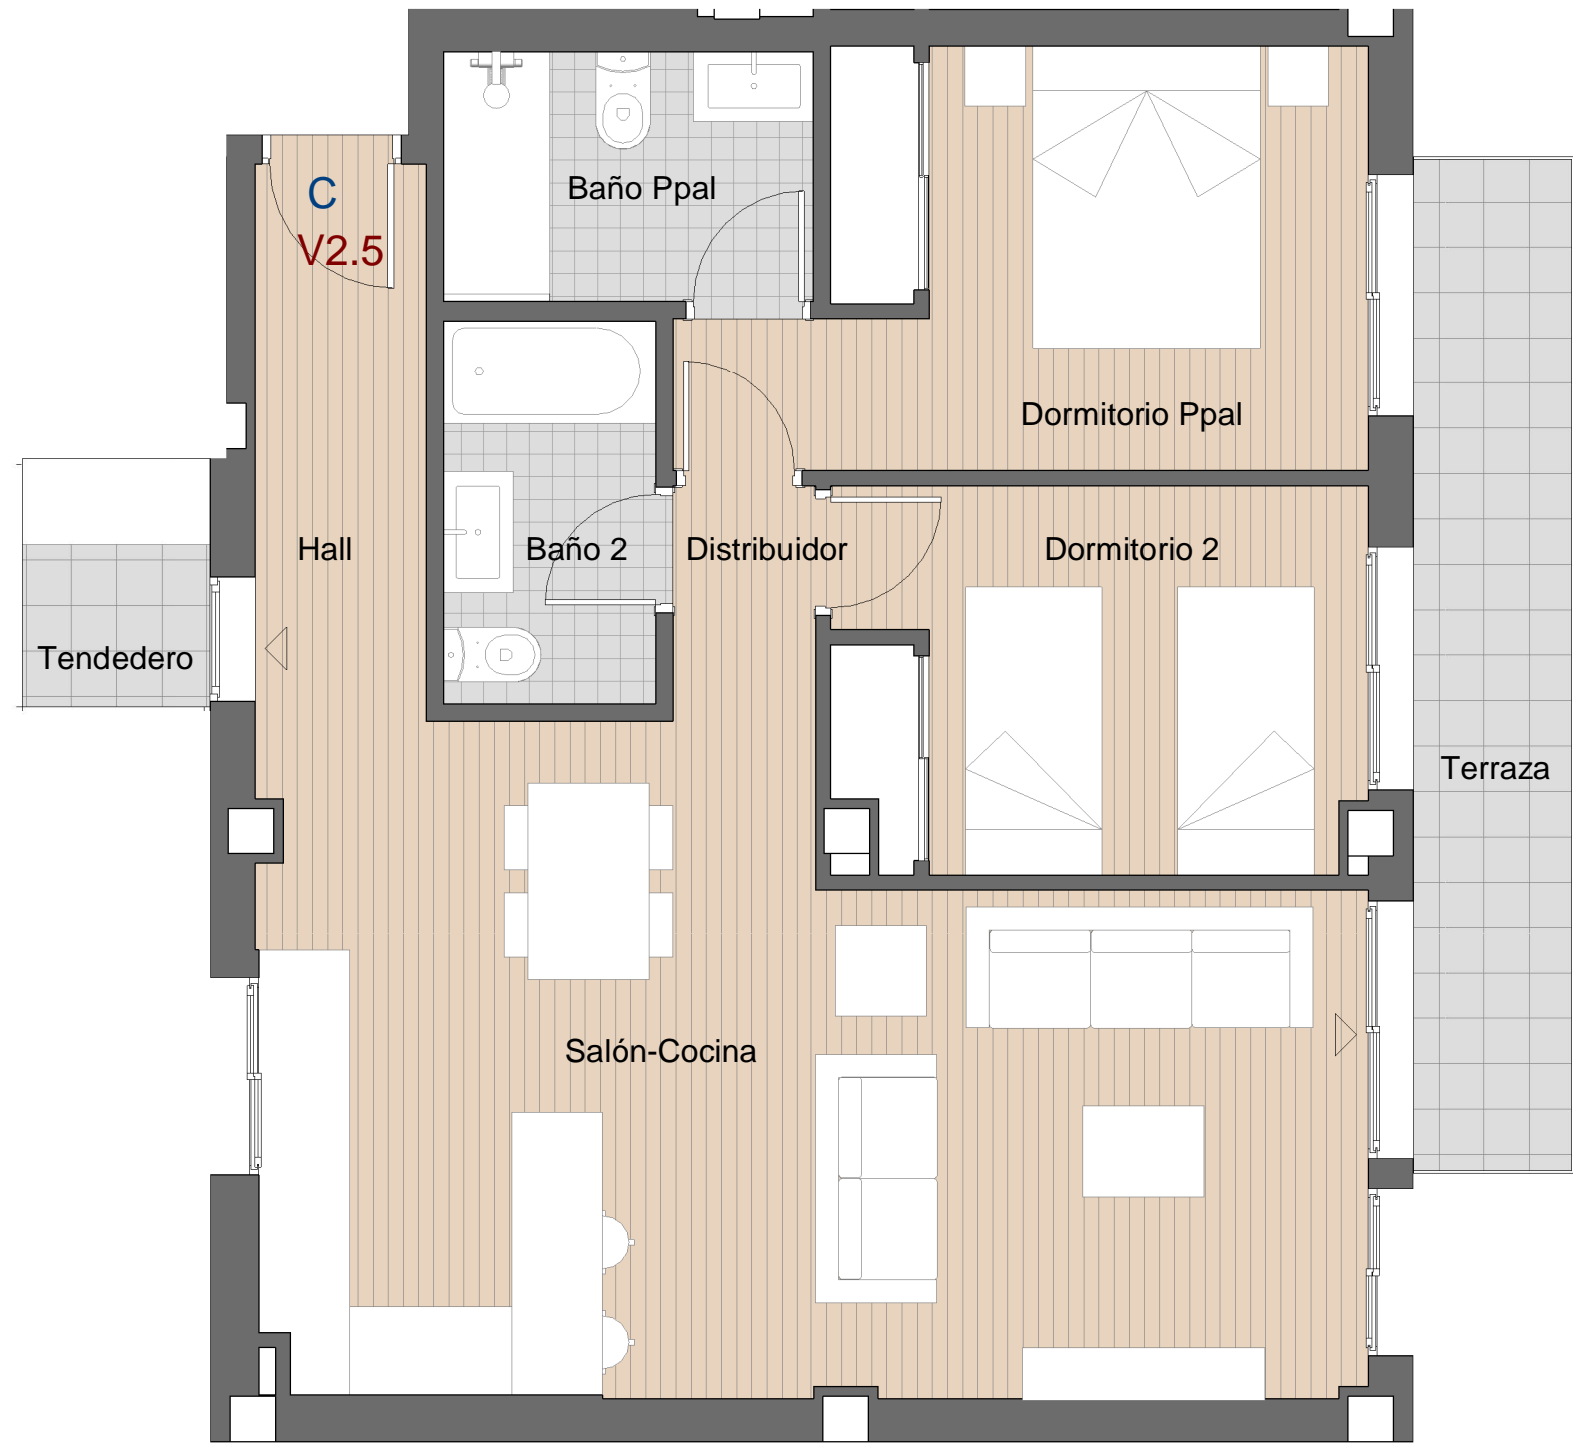 Baño Ppal
C
V2.5
Dormitorio Ppal
Hall
Baño 2
Distribuidor
Dormitorio 2
Tendedero
Terraza
Salón-Cocina